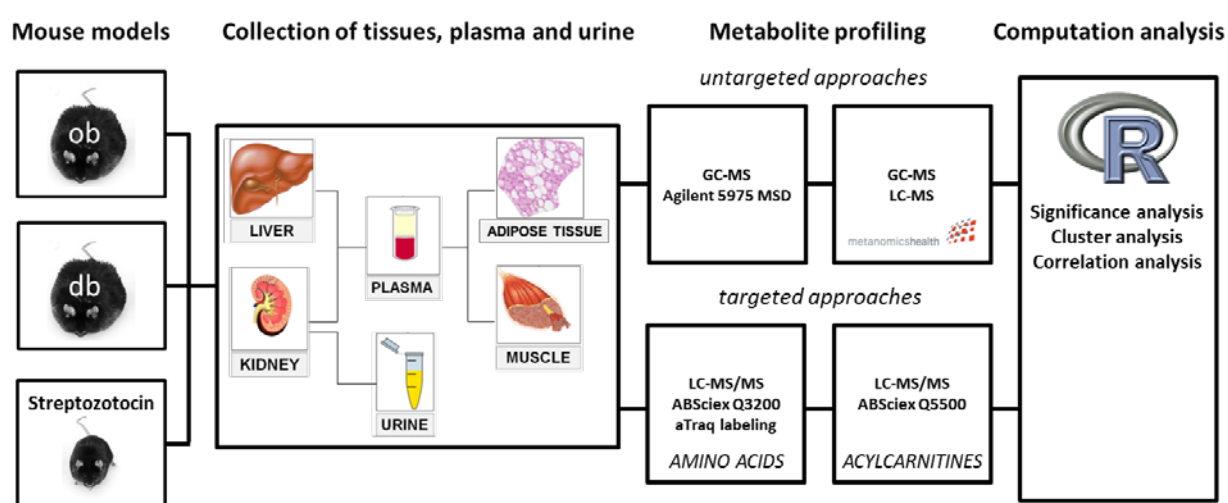 Mouse models
Collection of tissues, plasma and urine
Metabolite profiling
Computation analysis
ob
db
Streptozotocin
LIVER
KIDNEY
PLASMA
URINE
ADIPOSE TISSUE
MUSCLE
untargeted approaches
GC-MS
Agilent 5975 MSD
GC-MS
LC-MS
metanomicshealth
targeted approaches
LC-MS/MS
ABSciex Q3200
aTraq labeling
AMINO ACIDS
LC-MS/MS
ABSciex Q5500
ACYLCARNITINES
R
Significance analysis
Cluster analysis
Correlation analysis